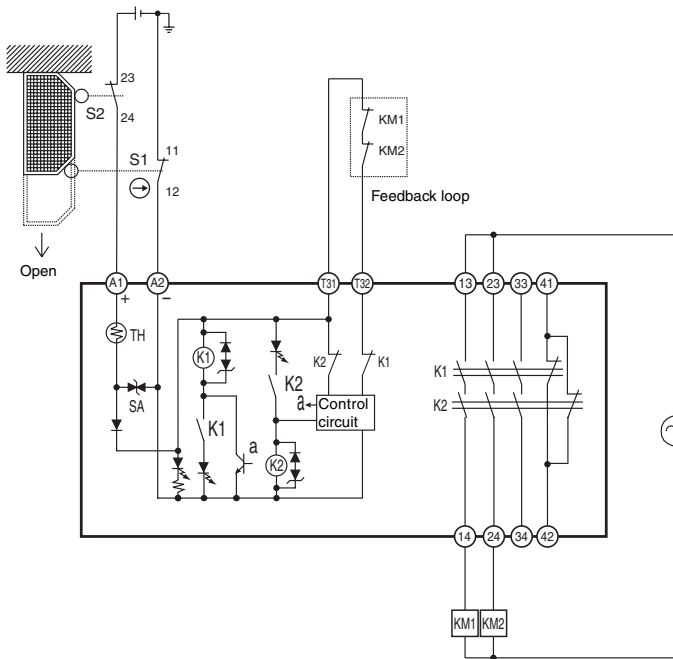 23
S2
24
S1
11
12
Open
KM1
KM2
Feedback loop
A1
A2
T31
T32
13
23
33
41
+
−
TH
SA
K1
K2
K2
K1
K1
a
a
Control
circuit
K2
K1
K2
14
24
34
42
KM1
KM2